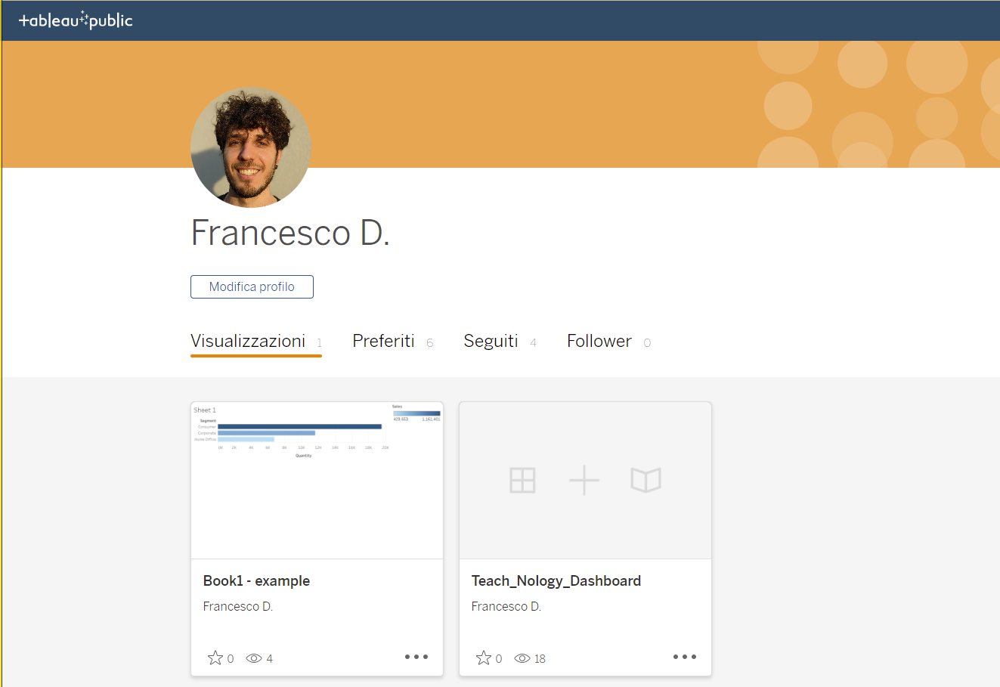 tableau public
Francesco D.
Modifica profilo
Visualizzazioni 1 Preferiti 6 Seguiti 4 Follower 0
Sheet 1
Sales
429,653 1,161,401
Segment
Consumer
Corporate
Home Office
0K 2K 4K 6K 8K 10K 12K 14K 16K 18K 20K
Quantity
Book1 - example
Francesco D.
0 4
Teach_Nology_Dashboard
Francesco D.
0 18